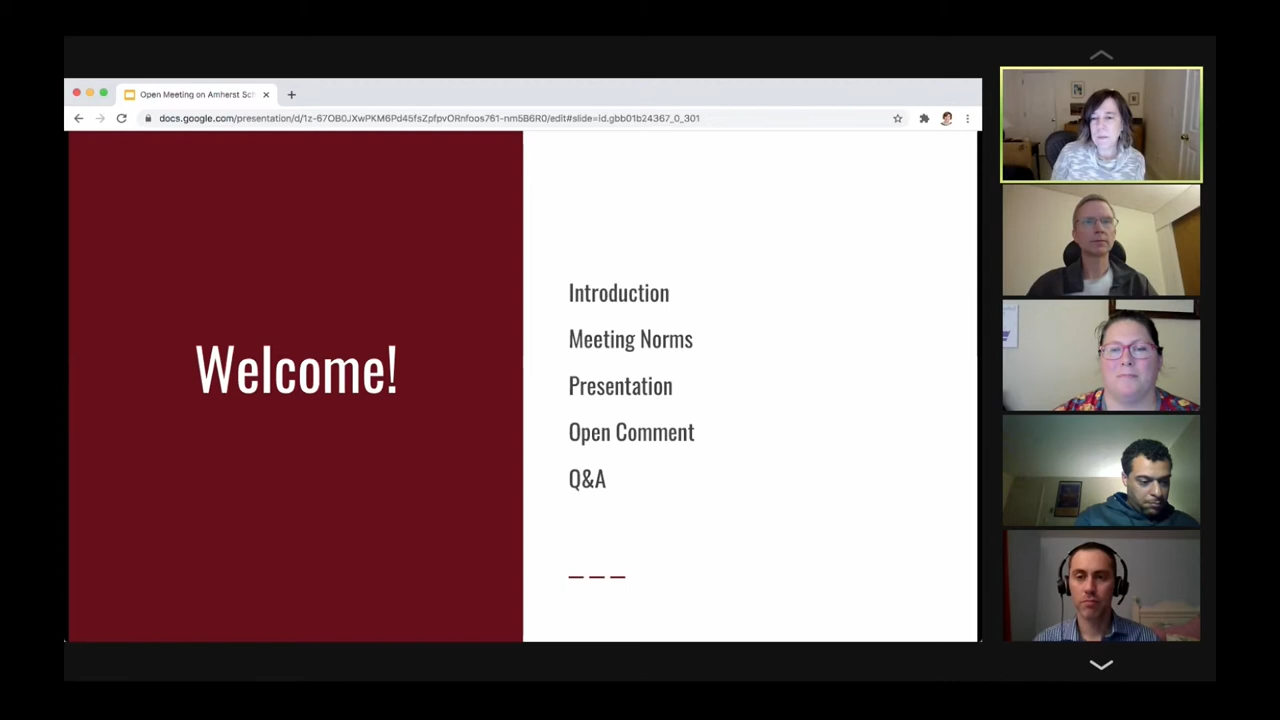 Open Meeting on Amherst Sch
docs.google.com/presentation/d/1z-67OB0JXwPKM6Pd45fsZpfpvORnfoos761-nm5B6R0/edit#slide=id.gbb01b24367_0_301
Welcome!
Introduction
Meeting Norms
Presentation
Open Comment
Q&A